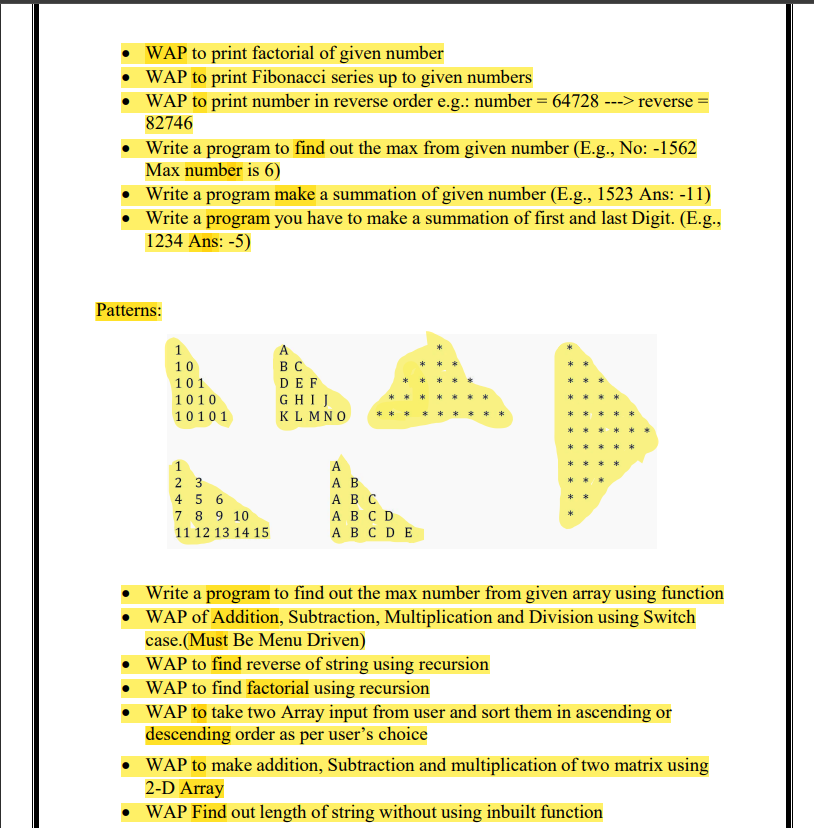 • WAP to print factorial of given number
• WAP to print Fibonacci series up to given numbers
• WAP to print number in reverse order e.g.: number = 64728 ---> reverse =
82746
• Write a program to find out the max from given number (E.g., No: -1562
Max number is 6)
• Write a program make a summation of given number (E.g., 1523 Ans: -11)
• Write a program you have to make a summation of first and last Digit. (E.g.,
1234 Ans: -5)
Patterns:
1
1 0
1 0 1
1 0 1 0
1 0 1 0 1
A
B C
D E F
G H I J
K L M N O
*
* * *
* * * * *
* * * * * * *
* * * * * * * * *
*
* *
* * *
* * * *
* * * * *
* * * * * *
* * * * *
* * * *
* * *
* *
*
1
2 3
4 5 6
7 8 9 10
11 12 13 14 15
A
A B
A B C
A B C D
A B C D E
• Write a program to find out the max number from given array using function
• WAP of Addition, Subtraction, Multiplication and Division using Switch
case.(Must Be Menu Driven)
• WAP to find reverse of string using recursion
• WAP to find factorial using recursion
• WAP to take two Array input from user and sort them in ascending or
descending order as per user’s choice
• WAP to make addition, Subtraction and multiplication of two matrix using
2-D Array
• WAP Find out length of string without using inbuilt function